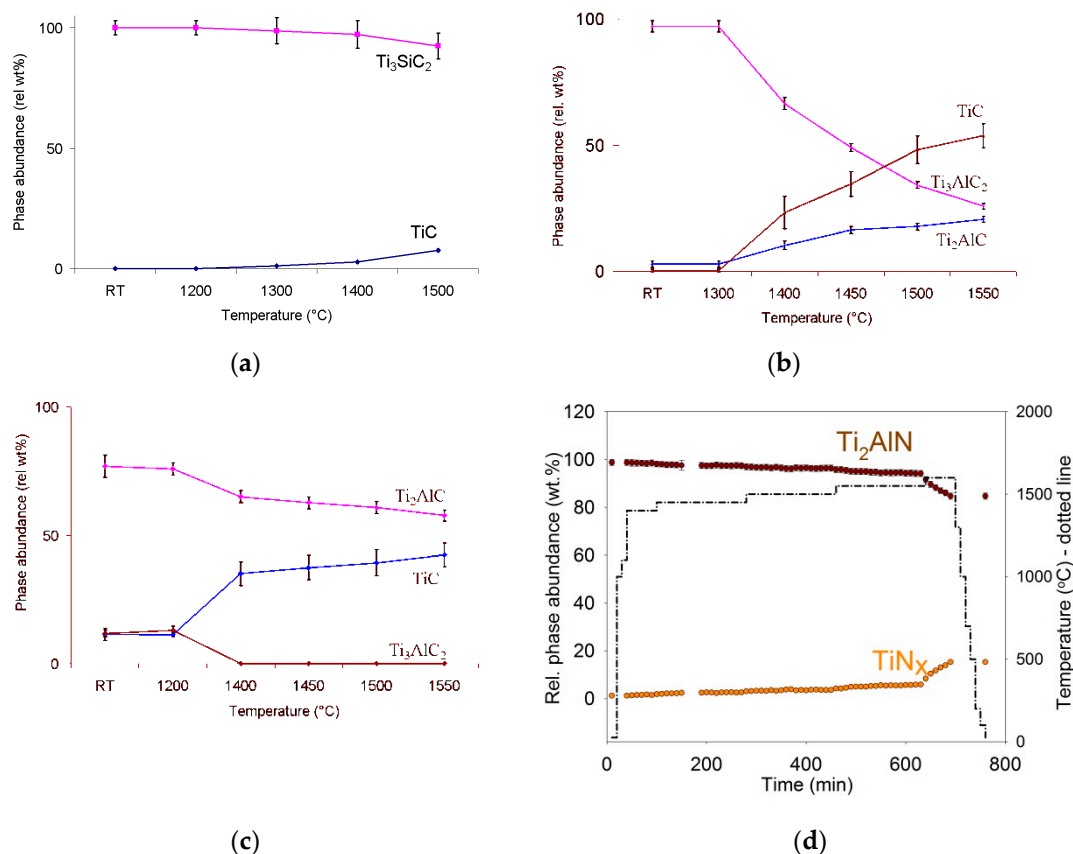 100
50
0
Phase abundance (rel wt%)
Ti₃SiC₂
TiC
RT 1200 1300 1400 1500
Temperature (°C)
(a)
100
50
0
Phase abundance (rel. wt%)
TiC
Ti₃AlC₂
Ti₂AlC
RT 1300 1400 1450 1500 1550
Temperature (°C)
(b)
100
50
0
Phase abundance (rel wt%)
Ti₂AlC
TiC
Ti₃AlC₂
RT 1200 1400 1450 1500 1550
Temperature (°C)
(c)
120
100
80
60
40
20
0
Rel. phase abundance (wt.%)
Ti₂AlN
TiNₓ
2000
1500
1000
500
0
Temperature (°C) - dotted line
0 200 400 600 800
Time (min)
(d)